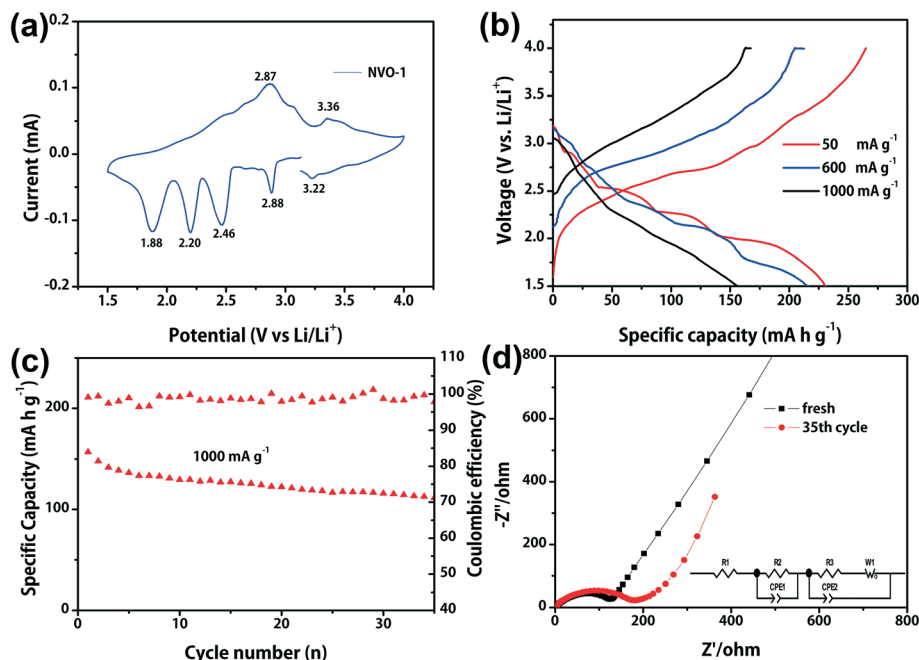 (a)
0.2
0.1
0.0
-0.1
-0.2
Current (mA)
NVO-1
2.87
3.36
3.22
2.88
2.46
2.20
1.88
1.5 2.0 2.5 3.0 3.5 4.0
Potential (V vs Li/Li⁺)
(b)
4.0
3.5
3.0
2.5
2.0
1.5
Voltage (V vs. Li/Li⁺)
50 mA g⁻¹
600 mA g⁻¹
1000 mA g⁻¹
0 50 100 150 200 250 300
Specific capacity (mA h g⁻¹)
(c)
200
100
0
Specific Capacity (mA h g⁻¹)
1000 mA g⁻¹
110
100
90
80
70
60
50
40
Coulombic efficiency (%)
0 10 20 30
Cycle number (n)
(d)
800
600
400
200
0
-Z''/ohm
fresh
35th cycle
R1 R2 R3 W1
CPE1 CPE2
0 200 400 600 800
Z'/ohm